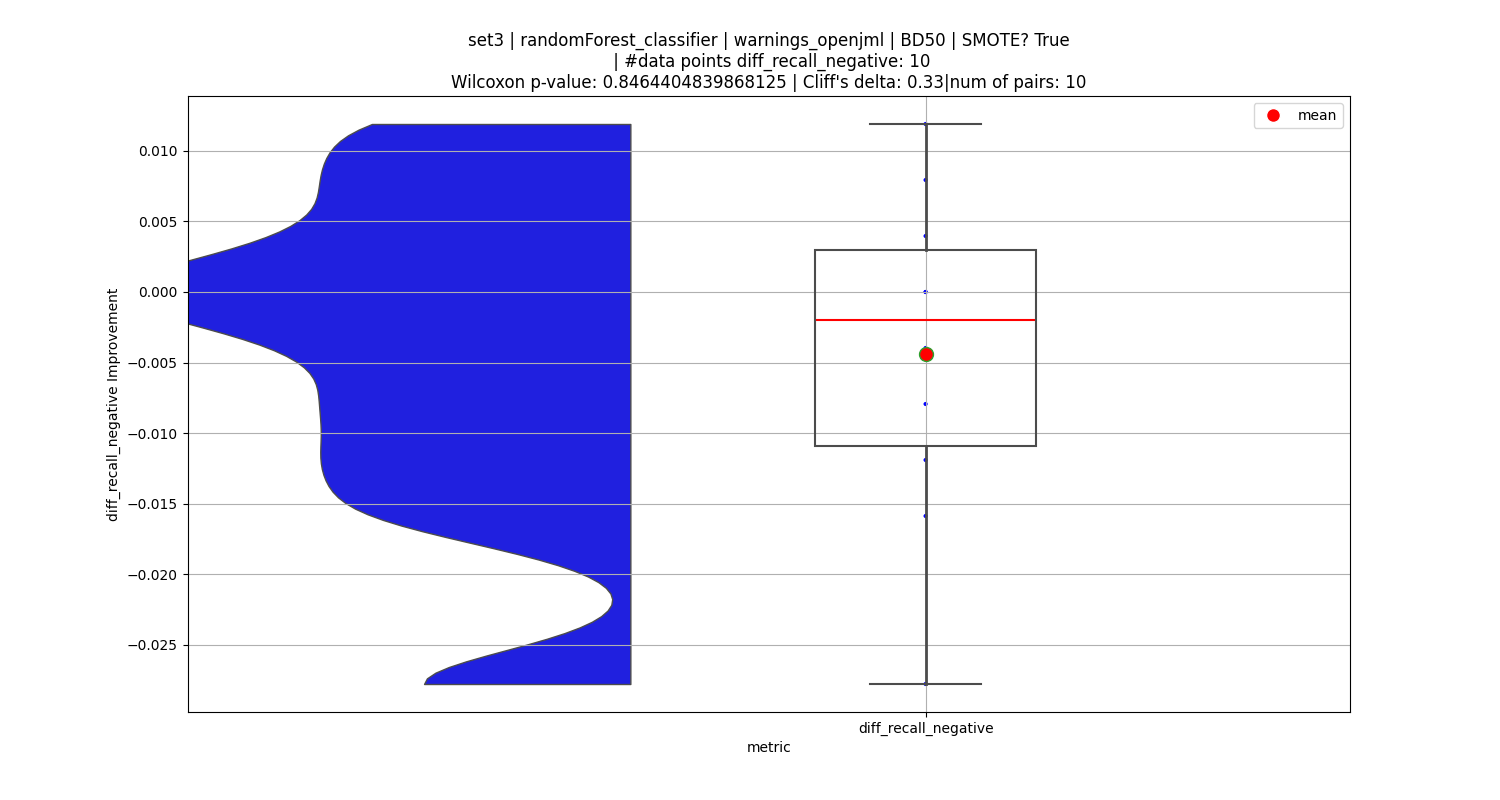 set3 | randomForest_classifier | warnings_openjml | BD50 | SMOTE? True
| #data points diff_recall_negative: 10
Wilcoxon p-value: 0.8464404839868125 | Cliff's delta: 0.33|num of pairs: 10
mean
0.010
0.005
0.000
−0.005
−0.010
−0.015
−0.020
−0.025
diff_recall_negative Improvement
diff_recall_negative
metric